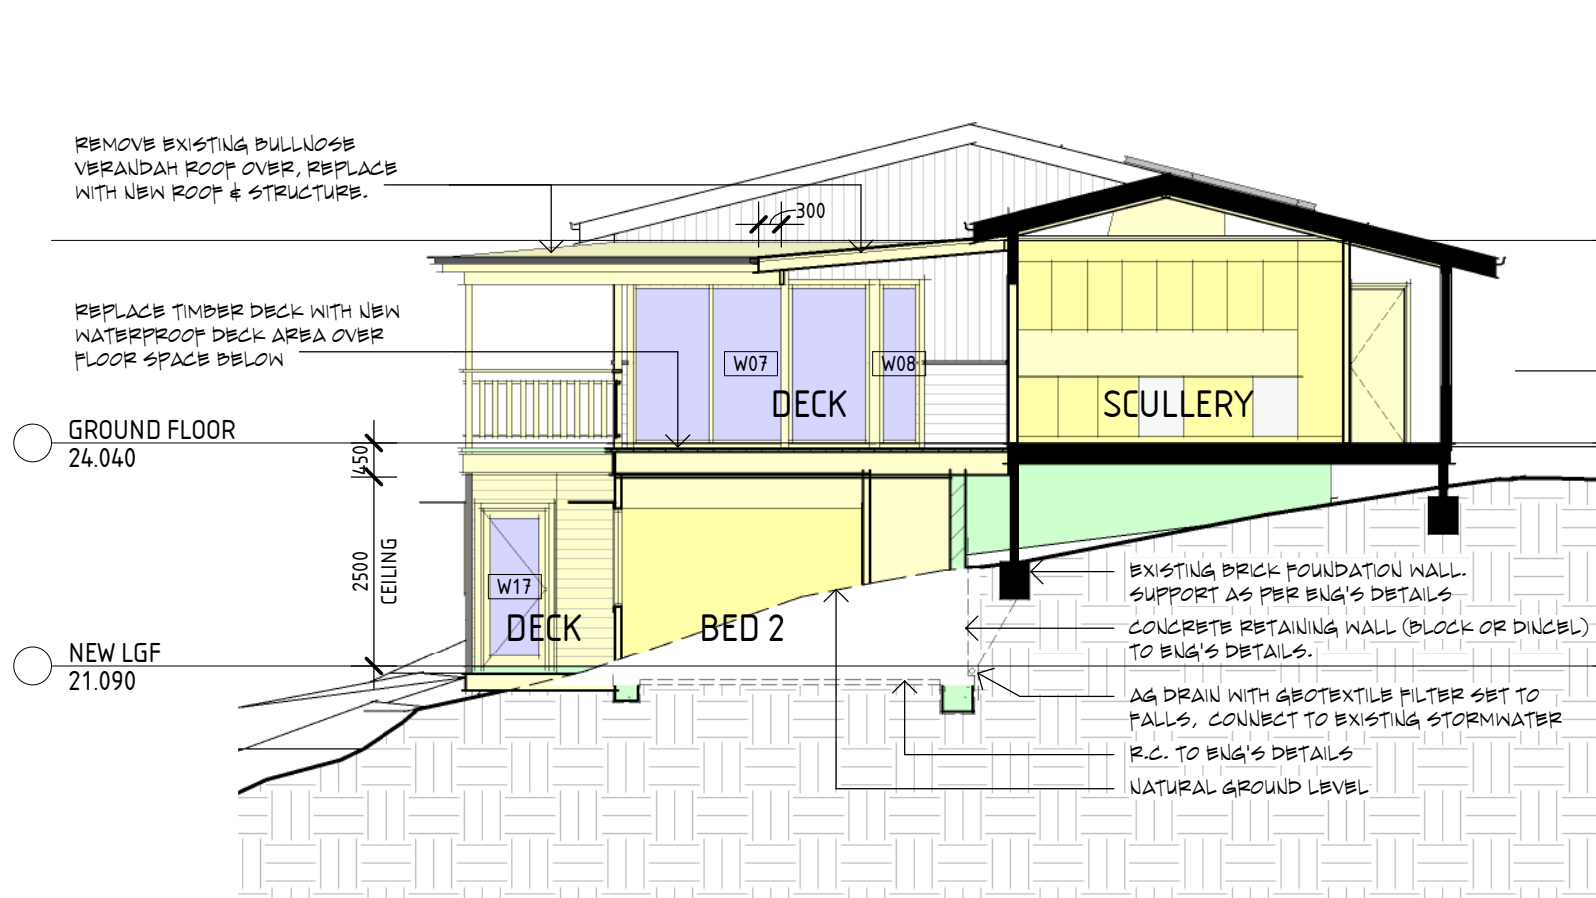 REMOVE EXISTING BULLNOSE
VERANDAH ROOF OVER, REPLACE
WITH NEW ROOF & STRUCTURE.
300
REPLACE TIMBER DECK WITH NEW
WATERPROOF DECK AREA OVER
FLOOR SPACE BELOW
W07
W08
DECK
SCULLERY
GROUND FLOOR
24.040
450
2500
CEILING
W17
DECK
BED 2
NEW LGF
21.090
EXISTING BRICK FOUNDATION WALL.
SUPPORT AS PER ENG'S DETAILS
CONCRETE RETAINING WALL (BLOCK OR DINCEL)
TO ENG'S DETAILS.
AG DRAIN WITH GEOTEXTILE FILTER SET TO
FALLS, CONNECT TO EXISTING STORMWATER
R.C. TO ENG'S DETAILS
NATURAL GROUND LEVEL